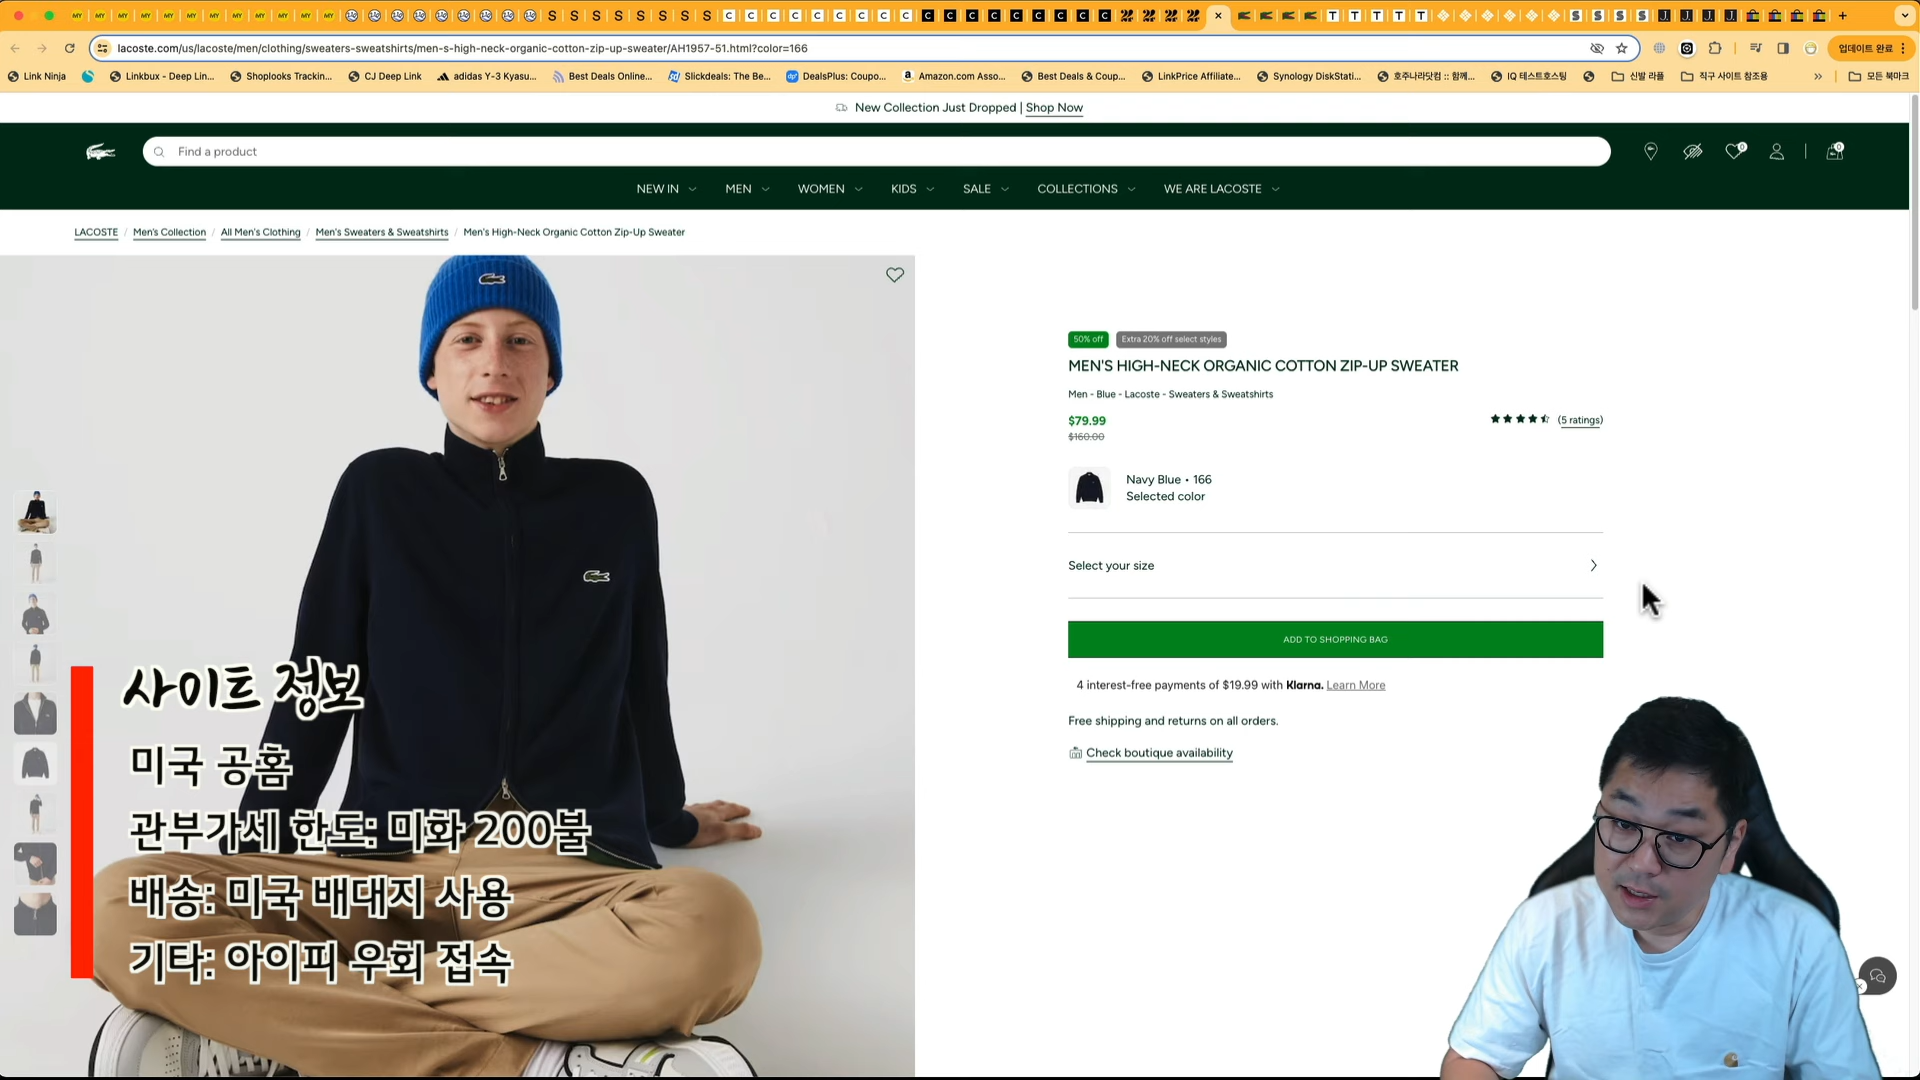 lacoste.com/us/lacoste/men/clothing/sweaters-sweatshirts/men-s-high-neck-organic-cotton-zip-up-sweater/AH1957-51.html?color=166
업데이트 완료
Link Ninja
Linkbux - Deep Lin...
Shoplooks Trackin...
CJ Deep Link
adidas Y-3 Kyasu...
Best Deals Online...
Slickdeals: The Be...
DealsPlus: Coupo...
Amazon.com Asso...
Best Deals & Coup...
LinkPrice Affiliate...
Synology DiskStati...
호주나라닷컴 :: 함께...
IQ 테스트호스팅
신발 라플
직구 사이트 참조용
모든 북마크
New Collection Just Dropped | Shop Now
Find a product
0
0
NEW IN
MEN
WOMEN
KIDS
SALE
COLLECTIONS
WE ARE LACOSTE
LACOSTE / Men's Collection / All Men's Clothing / Men's Sweaters & Sweatshirts / Men's High-Neck Organic Cotton Zip-Up Sweater
50% off
Extra 20% off select styles
MEN'S HIGH-NECK ORGANIC COTTON ZIP-UP SWEATER
Men - Blue - Lacoste - Sweaters & Sweatshirts
$79.99
(5 ratings)
$160.00
Navy Blue • 166
Selected color
Select your size
ADD TO SHOPPING BAG
4 interest-free payments of $19.99 with Klarna. Learn More
Free shipping and returns on all orders.
Check boutique availability
사이트 정보
미국 공홈
관부가세 한도: 미화 200불
배송: 미국 배대지 사용
기타: 아이피 우회 접속